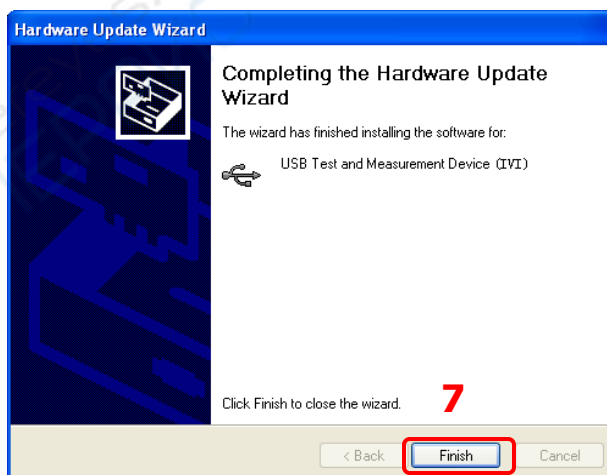 Hardware Update Wizard
Completing the Hardware Update
Wizard
The wizard has finished installing the software for:
USB Test and Measurement Device (IVI)
Click Finish to close the wizard.
7
< Back
Finish
Cancel